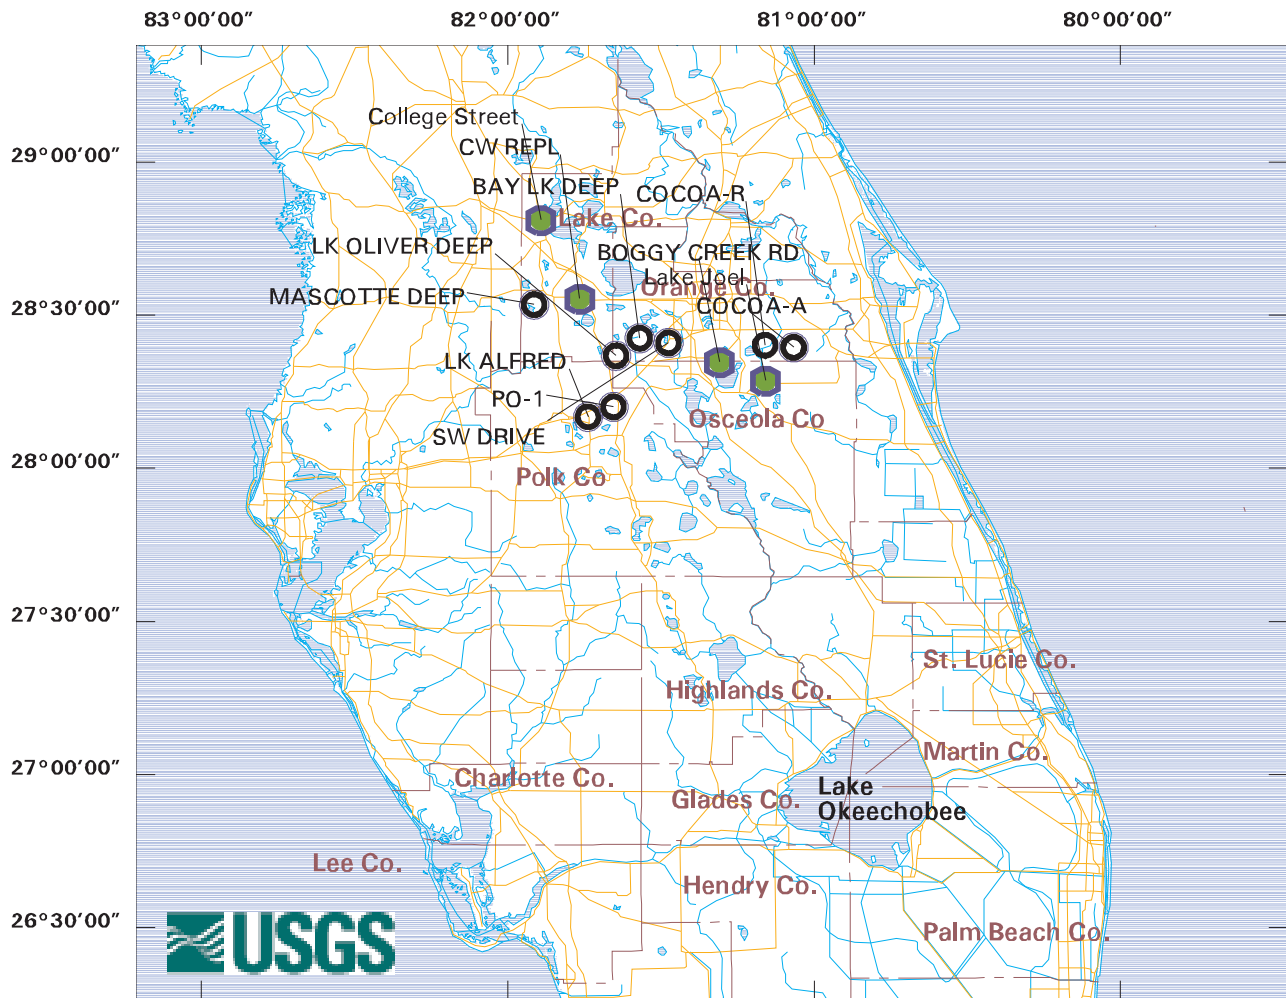 83°00'00" 82°00'00" 81°00'00" 80°00'00"
College Street
CW REPL
29°00'00"
BAY LK DEEP
COCOA-R
Lake Co.
LK OLIVER DEEP
BOGGY CREEK RD
Lake Joel
Orange Co.
MASCOTTE DEEP
COCOA-A
28°30'00"
LK ALFRED
PO-1
Osceola Co
SW DRIVE
28°00'00"
Polk Co
27°30'00"
St. Lucie Co.
Highlands Co.
Martin Co.
27°00'00"
Charlotte Co.
Glades Co.
Lake
Okeechobee
Lee Co.
Hendry Co.
26°30'00"
Palm Beach Co.
USGS